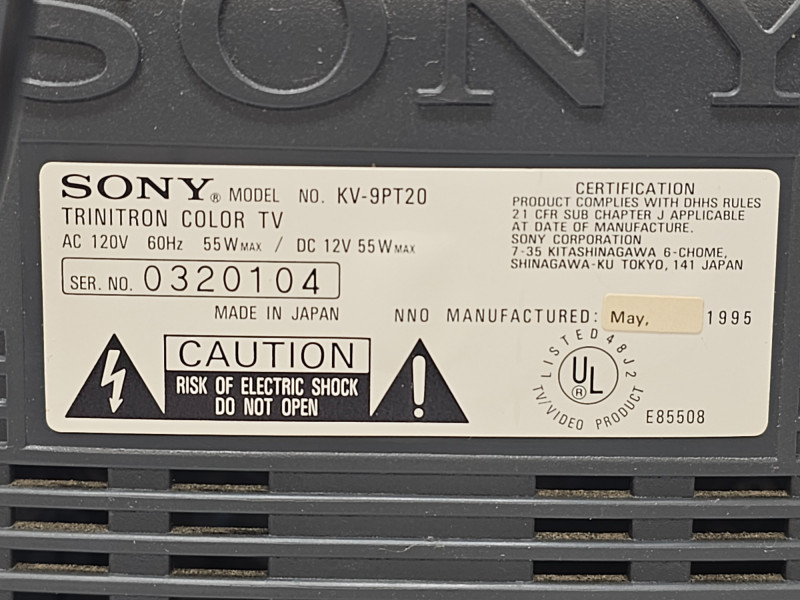 SONY
SONY® MODEL NO. KV-9PT20
TRINITRON COLOR TV
AC 120V 60Hz 55W MAX / DC 12V 55W MAX
SER. NO. 0320104
MADE IN JAPAN
CERTIFICATION
PRODUCT COMPLIES WITH DHHS RULES
21 CFR SUB CHAPTER J APPLICABLE
AT DATE OF MANUFACTURE.
SONY CORPORATION
7-35 KITASHINAGAWA 6-CHOME,
SHINAGAWA-KU TOKYO, 141 JAPAN
NNO MANUFACTURED: May, 1995
CAUTION
RISK OF ELECTRIC SHOCK
DO NOT OPEN
LISTED 48J2
UL®
TV/VIDEO PRODUCT
E85508